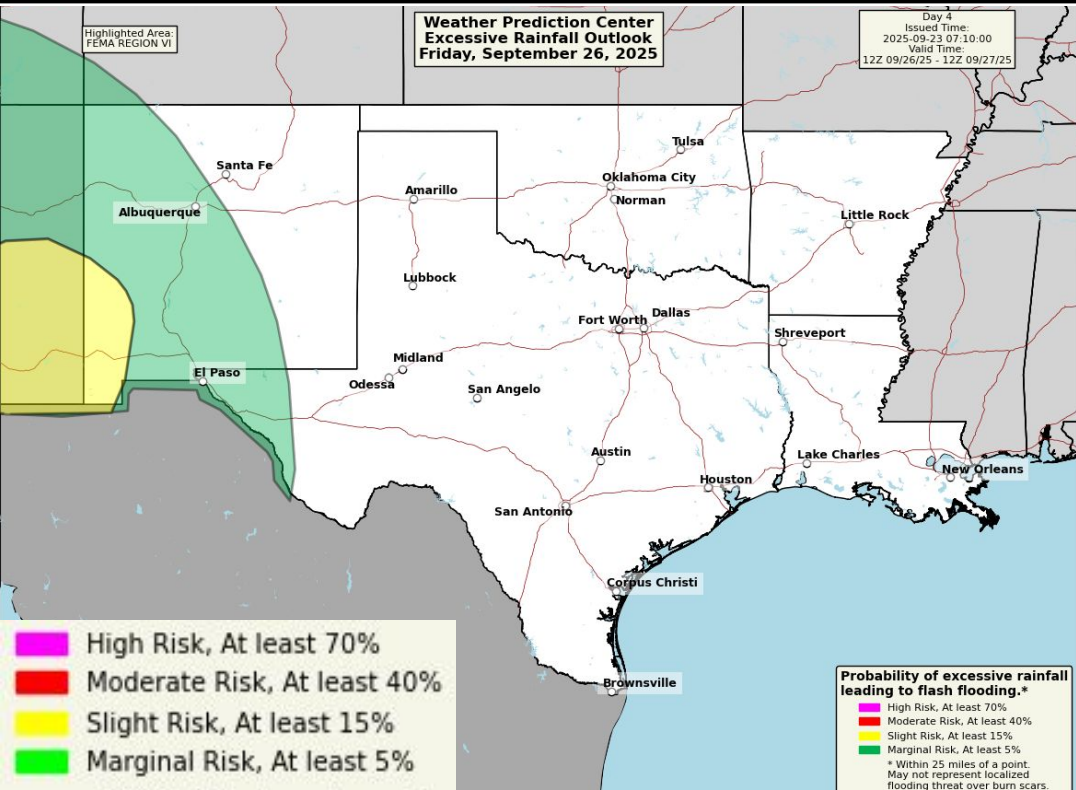 Weather Prediction Center
Excessive Rainfall Outlook
Friday, September 26, 2025
Highlighted Area:
FEMA REGION VI
Day 4
Issued Time:
2025-09-23 07:10:00
Valid Time:
12Z 09/26/25 - 12Z 09/27/25
Tulsa
Santa Fe
Oklahoma City
Amarillo
Norman
Albuquerque
Little Rock
Lubbock
Dallas
Fort Worth
Shreveport
Midland
El Paso
Odessa
San Angelo
Austin
Lake Charles
New Orleans
Houston
San Antonio
Corpus Christi
Brownsville
High Risk, At least 70%
Moderate Risk, At least 40%
Slight Risk, At least 15%
Marginal Risk, At least 5%
Probability of excessive rainfall
leading to flash flooding.*
High Risk, At least 70%
Moderate Risk, At least 40%
Slight Risk, At least 15%
Marginal Risk, At least 5%
* Within 25 miles of a point.
May not represent localized
flooding threat over burn scars.